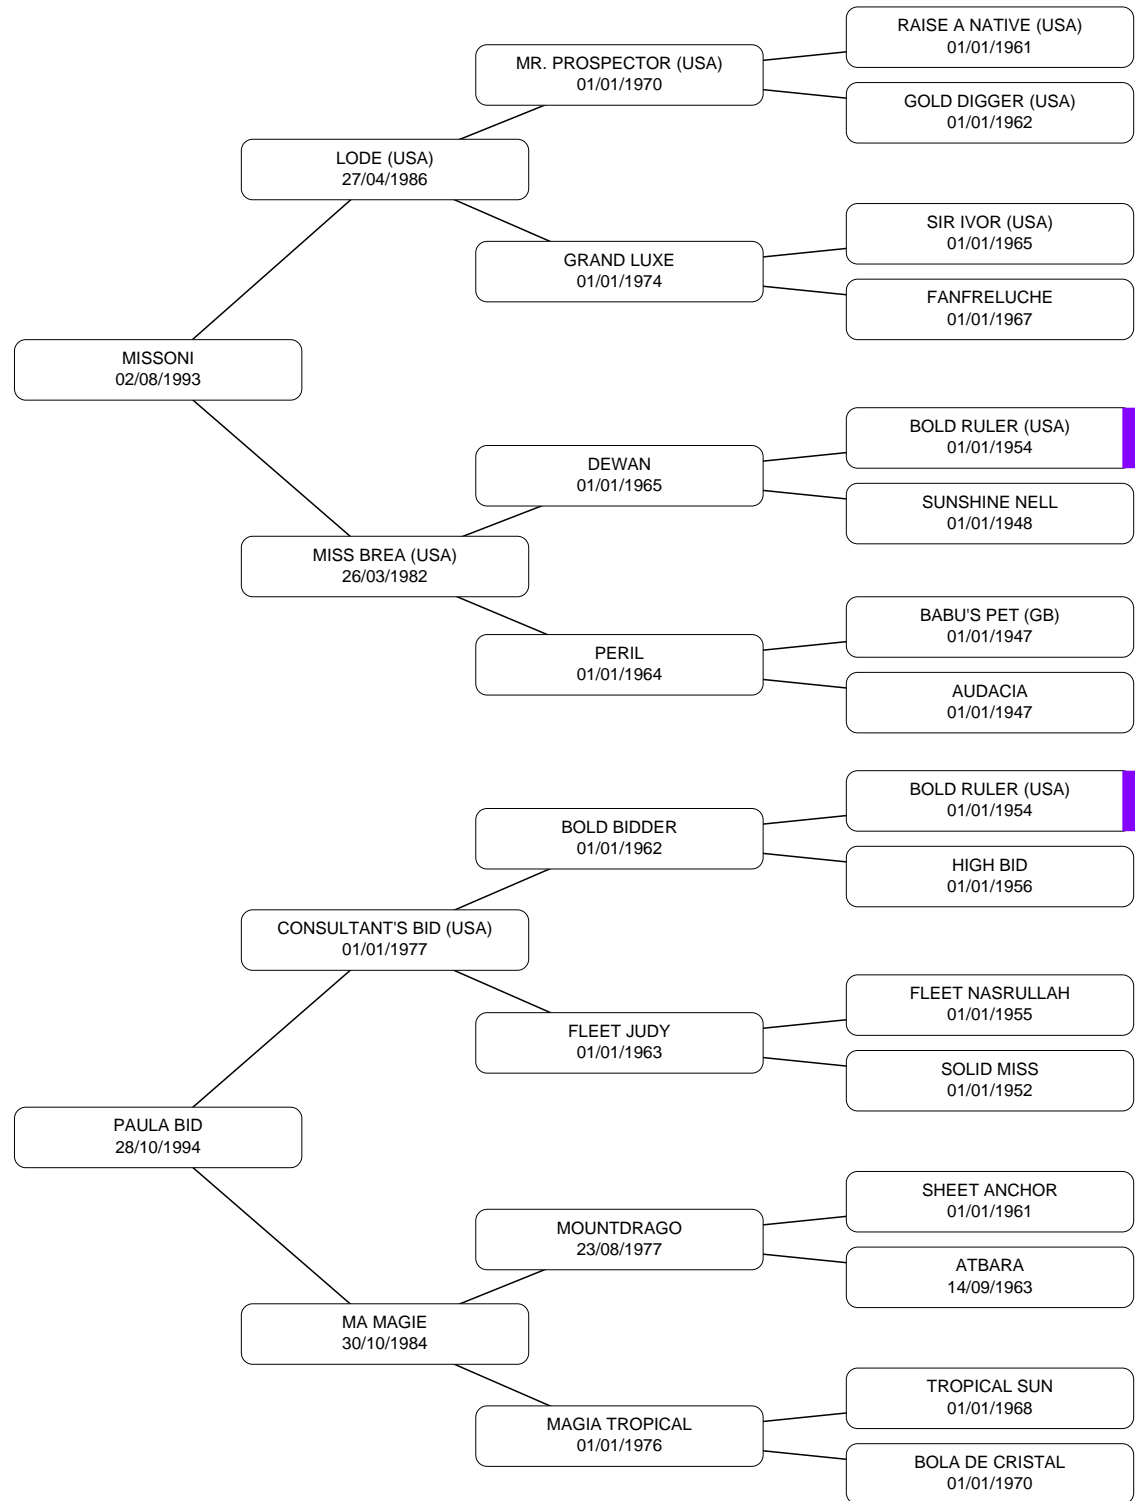 RAISE A NATIVE (USA)
01/01/1961
MR. PROSPECTOR (USA)
01/01/1970
GOLD DIGGER (USA)
01/01/1962
LODE (USA)
27/04/1986
SIR IVOR (USA)
01/01/1965
GRAND LUXE
01/01/1974
FANFRELUCHE
01/01/1967
MISSONI
02/08/1993
BOLD RULER (USA)
01/01/1954
DEWAN
01/01/1965
SUNSHINE NELL
01/01/1948
MISS BREA (USA)
26/03/1982
BABU'S PET (GB)
01/01/1947
PERIL
01/01/1964
AUDACIA
01/01/1947
BOLD RULER (USA)
01/01/1954
BOLD BIDDER
01/01/1962
HIGH BID
01/01/1956
CONSULTANT'S BID (USA)
01/01/1977
FLEET NASRULLAH
01/01/1955
FLEET JUDY
01/01/1963
SOLID MISS
01/01/1952
PAULA BID
28/10/1994
SHEET ANCHOR
01/01/1961
MOUNTDRAGO
23/08/1977
ATBARA
14/09/1963
MA MAGIE
30/10/1984
TROPICAL SUN
01/01/1968
MAGIA TROPICAL
01/01/1976
BOLA DE CRISTAL
01/01/1970